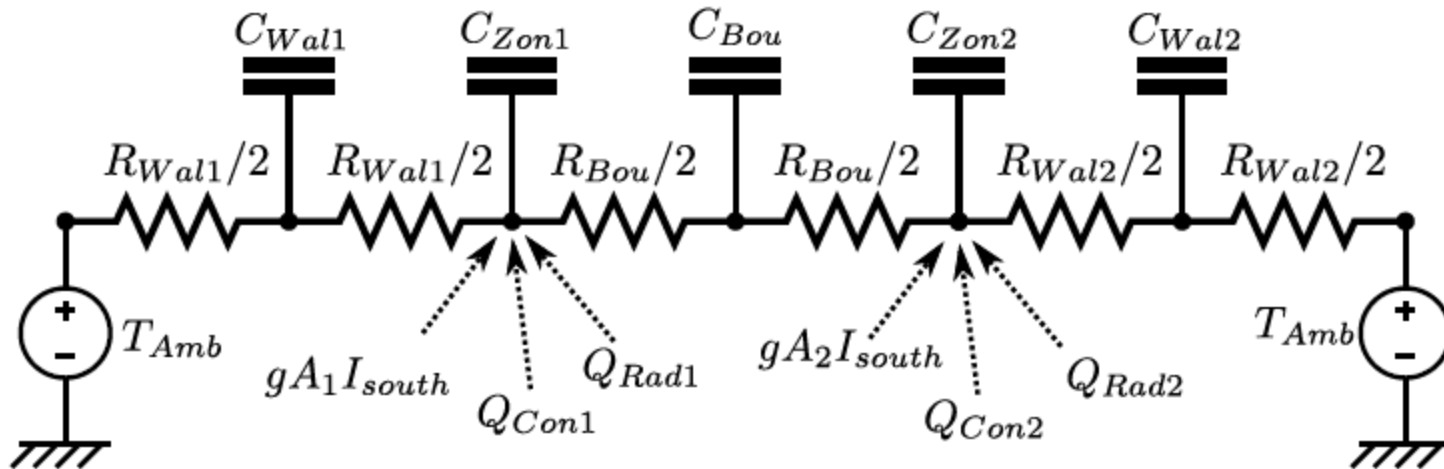 C_{Wal1} C_{Zon1} C_{Bou} C_{Zon2} C_{Wal2}
R_{Wal1}/2 R_{Wal1}/2 R_{Bou}/2 R_{Bou}/2 R_{Wal2}/2 R_{Wal2}/2
+ +
T_{Amb} T_{Amb}
− −
gA_1I_{south} Q_{Rad1} gA_2I_{south} Q_{Rad2}
Q_{Con1} Q_{Con2}